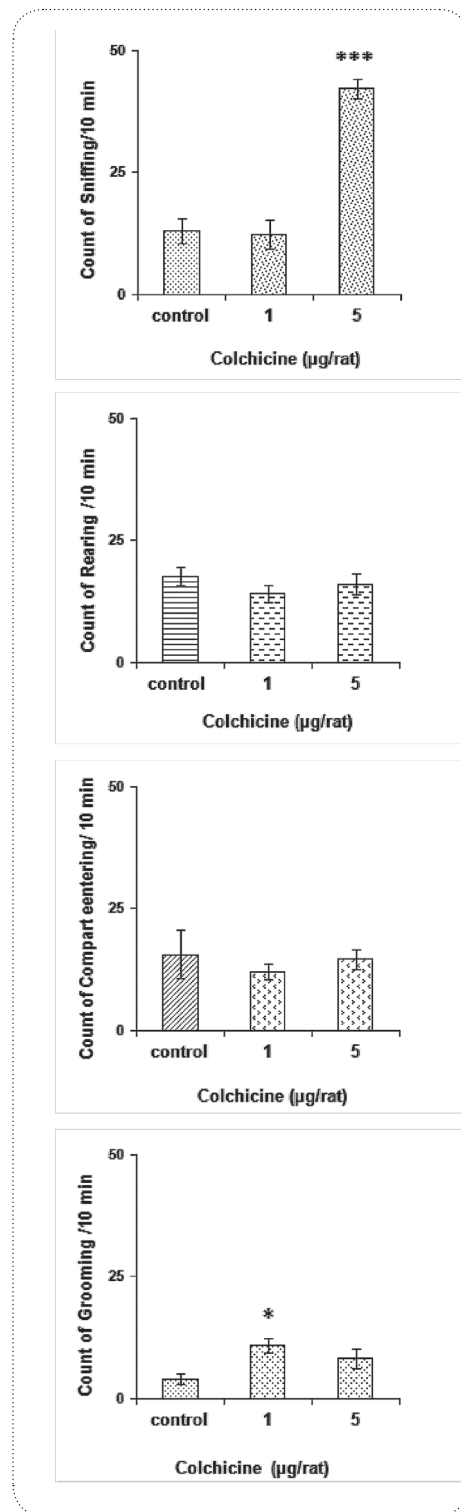 50
***
Count of Sniffing/10 min
25
0
control 1 5
Colchicine (µg/rat)
50
Count of Rearing /10 min
25
0
control 1 5
Colchicine (µg/rat)
50
Count of Compart eentering/ 10 min
25
0
control 1 5
Colchicine (µg/rat)
50
Count of Grooming /10 min
25
*
0
control 1 5
Colchicine (µg/rat)